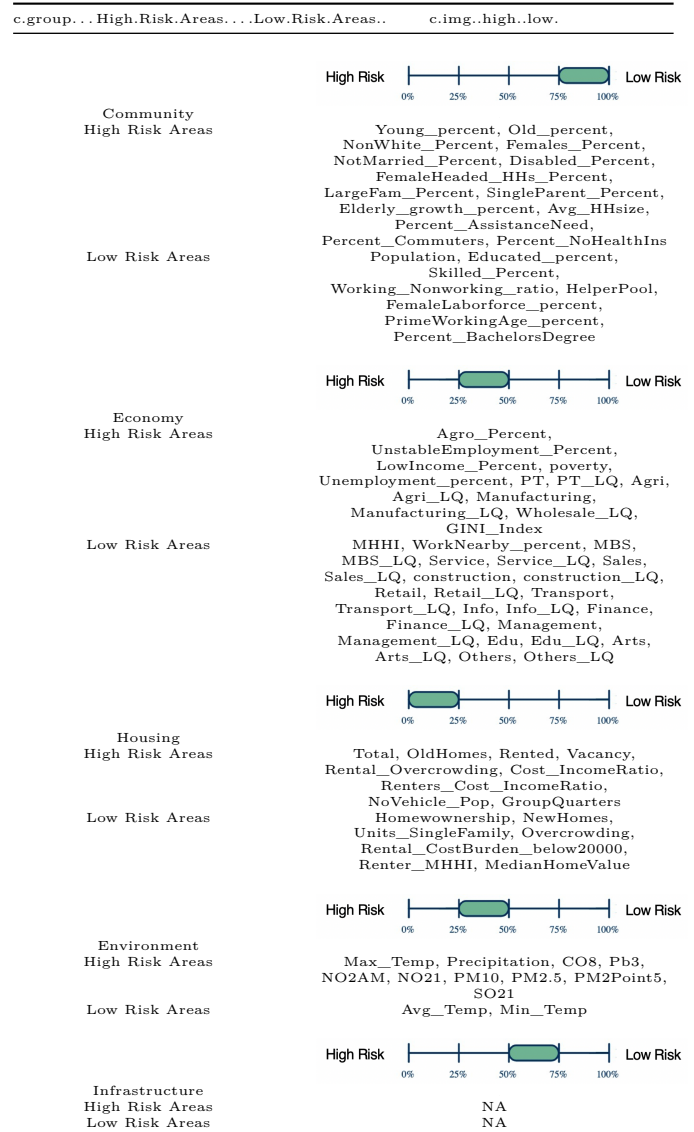 c.group...High.Risk.Areas....Low.Risk.Areas.. c.img..high..low.
High Risk Low Risk
0% 25% 50% 75% 100%
Community
High Risk Areas Young_percent, Old_percent,
NonWhite_Percent, Females_Percent,
NotMarried_Percent, Disabled_Percent,
FemaleHeaded_HHs_Percent,
LargeFam_Percent, SingleParent_Percent,
Elderly_growth_percent, Avg_HHsize,
Percent_AssistanceNeed,
Percent_Commuters, Percent_NoHealthIns
Low Risk Areas Population, Educated_percent,
Skilled_Percent,
Working_Nonworking_ratio, HelperPool,
FemaleLaborforce_percent,
PrimeWorkingAge_percent,
Percent_BachelorsDegree
High Risk Low Risk
0% 25% 50% 75% 100%
Economy
High Risk Areas Agro_Percent,
UnstableEmployment_Percent,
LowIncome_Percent, poverty,
Unemployment_percent, PT, PT_LQ, Agri,
Agri_LQ, Manufacturing,
Manufacturing_LQ, Wholesale_LQ,
GINI_Index
Low Risk Areas MHHI, WorkNearby_percent, MBS,
MBS_LQ, Service, Service_LQ, Sales,
Sales_LQ, construction, construction_LQ,
Retail, Retail_LQ, Transport,
Transport_LQ, Info, Info_LQ, Finance,
Finance_LQ, Management,
Management_LQ, Edu, Edu_LQ, Arts,
Arts_LQ, Others, Others_LQ
High Risk Low Risk
0% 25% 50% 75% 100%
Housing
High Risk Areas Total, OldHomes, Rented, Vacancy,
Rental_Overcrowding, Cost_IncomeRatio,
Renters_Cost_IncomeRatio,
NoVehicle_Pop, GroupQuarters
Low Risk Areas Homewownership, NewHomes,
Units_SingleFamily, Overcrowding,
Rental_CostBurden_below20000,
Renter_MHHI, MedianHomeValue
High Risk Low Risk
0% 25% 50% 75% 100%
Environment
High Risk Areas Max_Temp, Precipitation, CO8, Pb3,
NO2AM, NO21, PM10, PM2.5, PM2Point5,
SO21
Low Risk Areas Avg_Temp, Min_Temp
High Risk Low Risk
0% 25% 50% 75% 100%
Infrastructure
High Risk Areas NA
Low Risk Areas NA